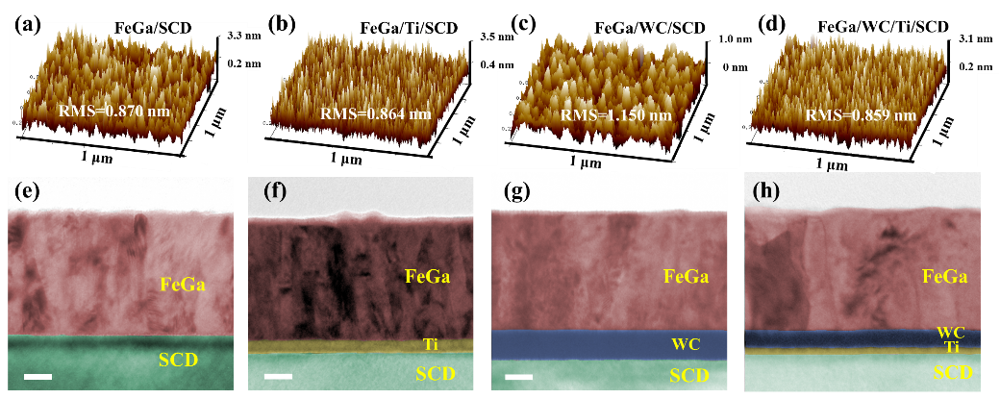 (a) FeGa/SCD
3.3 nm
0.2 nm
RMS=0.870 nm
1 μm
1 μm
(b) FeGa/Ti/SCD
3.5 nm
0.4 nm
RMS=0.864 nm
1 μm
1 μm
(c) FeGa/WC/SCD
1.0 nm
0 nm
RMS=1.150 nm
1 μm
1 μm
(d) FeGa/WC/Ti/SCD
3.1 nm
0.2 nm
RMS=0.859 nm
1 μm
1 μm
(e)
FeGa
SCD
(f)
FeGa
Ti
SCD
(g)
FeGa
WC
SCD
(h)
FeGa
WC
Ti
SCD